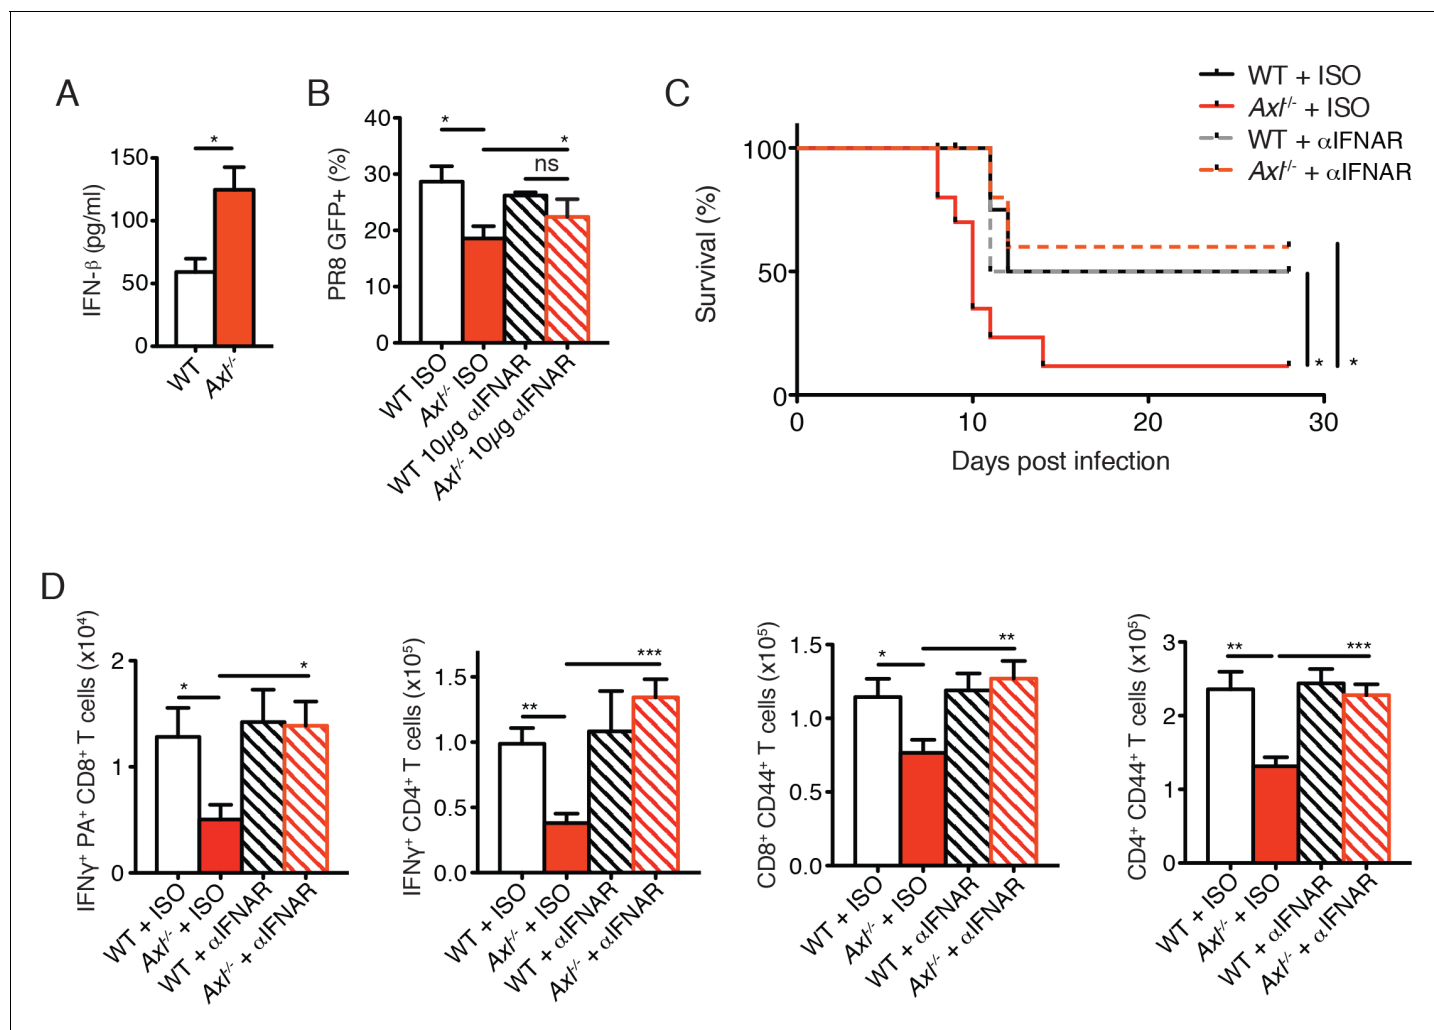 A
IFN-β (pg/ml)
150
100
50
0
*
WT
Axl-/-
B
PR8 GFP+ (%)
40
30
20
10
0
*
*
ns
WT ISO
Axl-/- ISO
WT 10µg αIFNAR
Axl-/- 10µg αIFNAR
C
WT + ISO
Axl-/- + ISO
WT + αIFNAR
Axl-/- + αIFNAR
Survival (%)
100
50
0
0
10
20
30
Days post infection
*
*
D
IFNγ+ PA+ CD8+ T cells (x10⁴)
2
1
0
*
*
WT + ISO
Axl-/- + ISO
WT + αIFNAR
Axl-/- + αIFNAR
IFNγ+ CD4+ T cells (x10⁵)
1.5
1.0
0.5
0.0
**
***
WT + ISO
Axl-/- + ISO
WT + αIFNAR
Axl-/- + αIFNAR
CD8+ CD44+ T cells (x10⁵)
1.5
1.0
0.5
0.0
*
**
WT + ISO
Axl-/- + ISO
WT + αIFNAR
Axl-/- + αIFNAR
CD4+ CD44+ T cells (x10⁵)
3
2
1
0
**
***
WT + ISO
Axl-/- + ISO
WT + αIFNAR
Axl-/- + αIFNAR